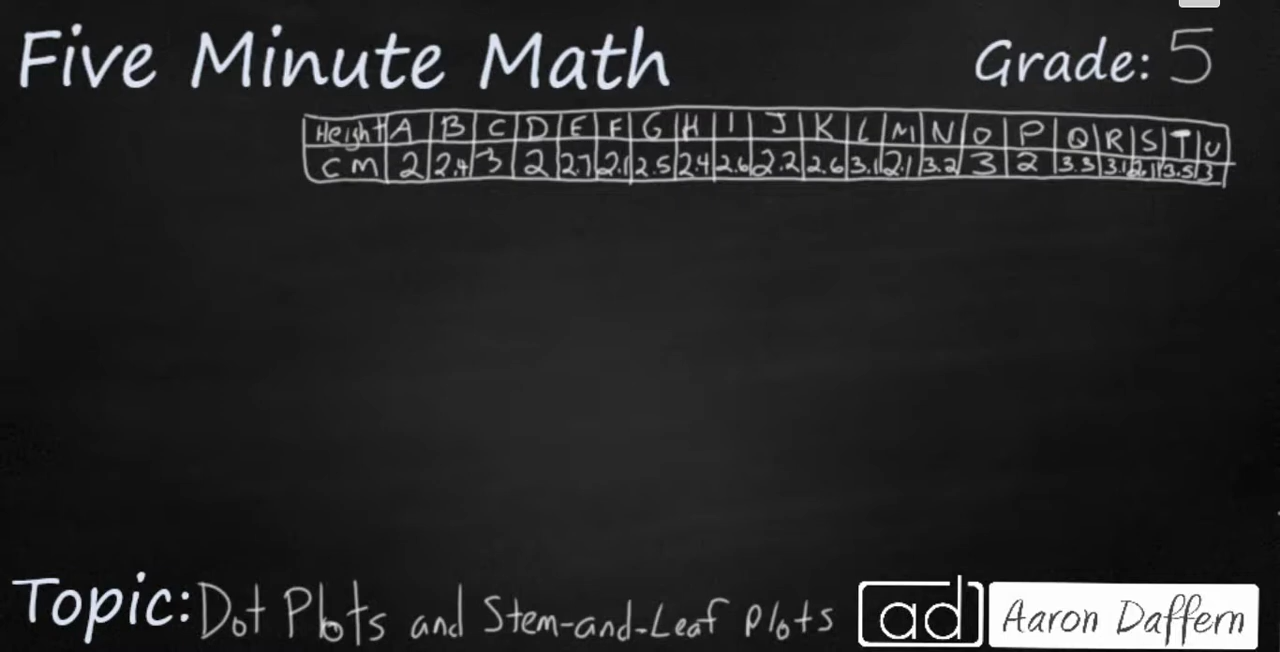 Five Minute Math
Grade: 5
Height A B C D E F G H I J K L M N O P Q R S T U
cm 2 2.4 3 2 2.7 2.1 2.5 2.4 2.6 2.2 2.6 3.1 2.1 3.2 3 2 3.3 3.1 2.1 3.5 3
Topic: Dot Plots and Stem-and-Leaf Plots
ad Aaron Daffern